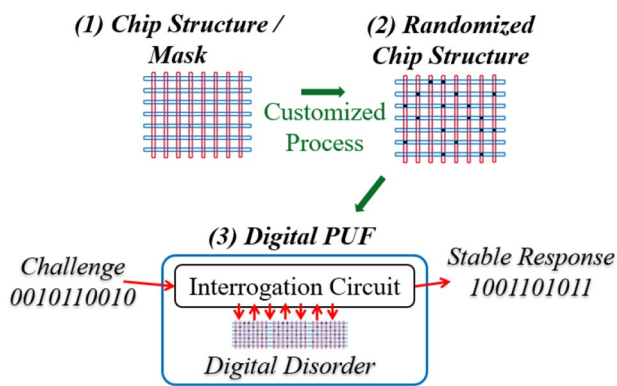 (1) Chip Structure /
Mask
(2) Randomized
Chip Structure
Customized
Process
(3) Digital PUF
Challenge
0010110010
Interrogation Circuit
Stable Response
1001101011
Digital Disorder